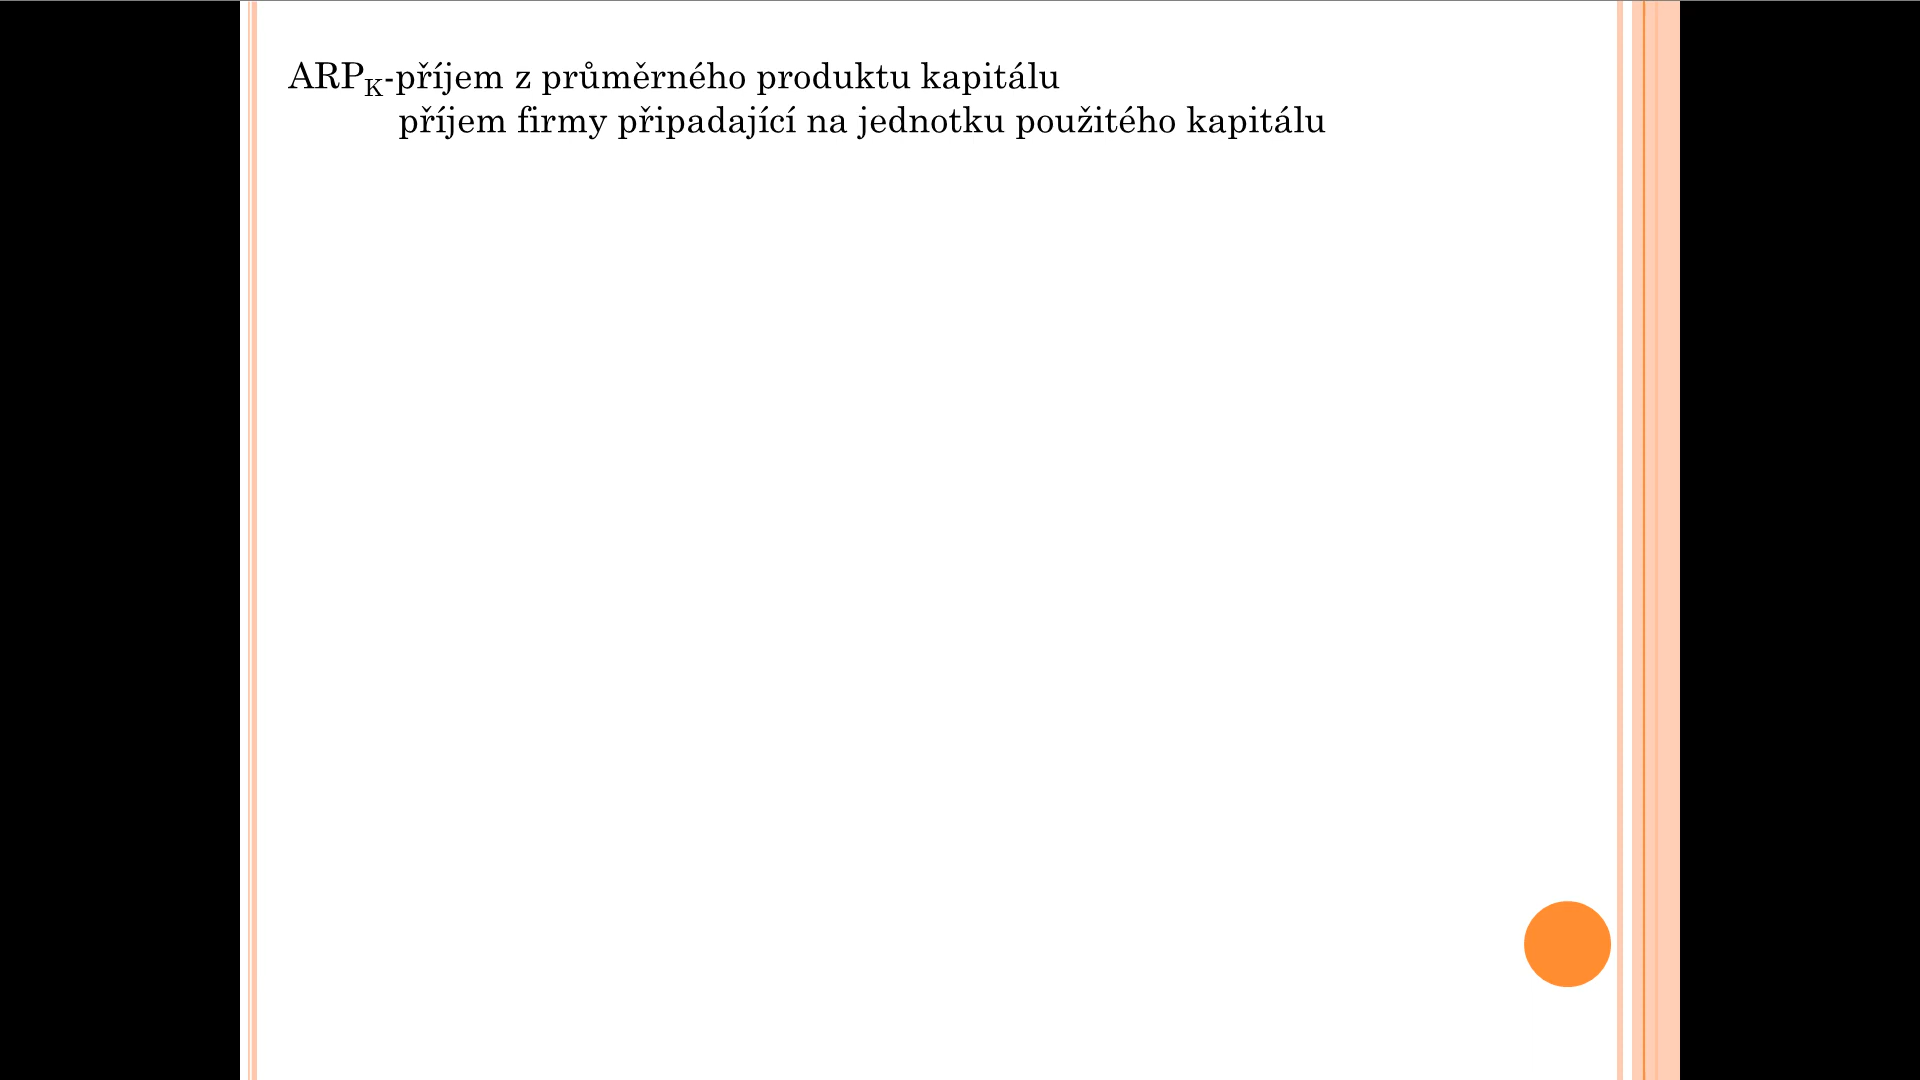 ARP_K-příjem z průměrného produktu kapitálu
příjem firmy připadající na jednotku použitého kapitálu